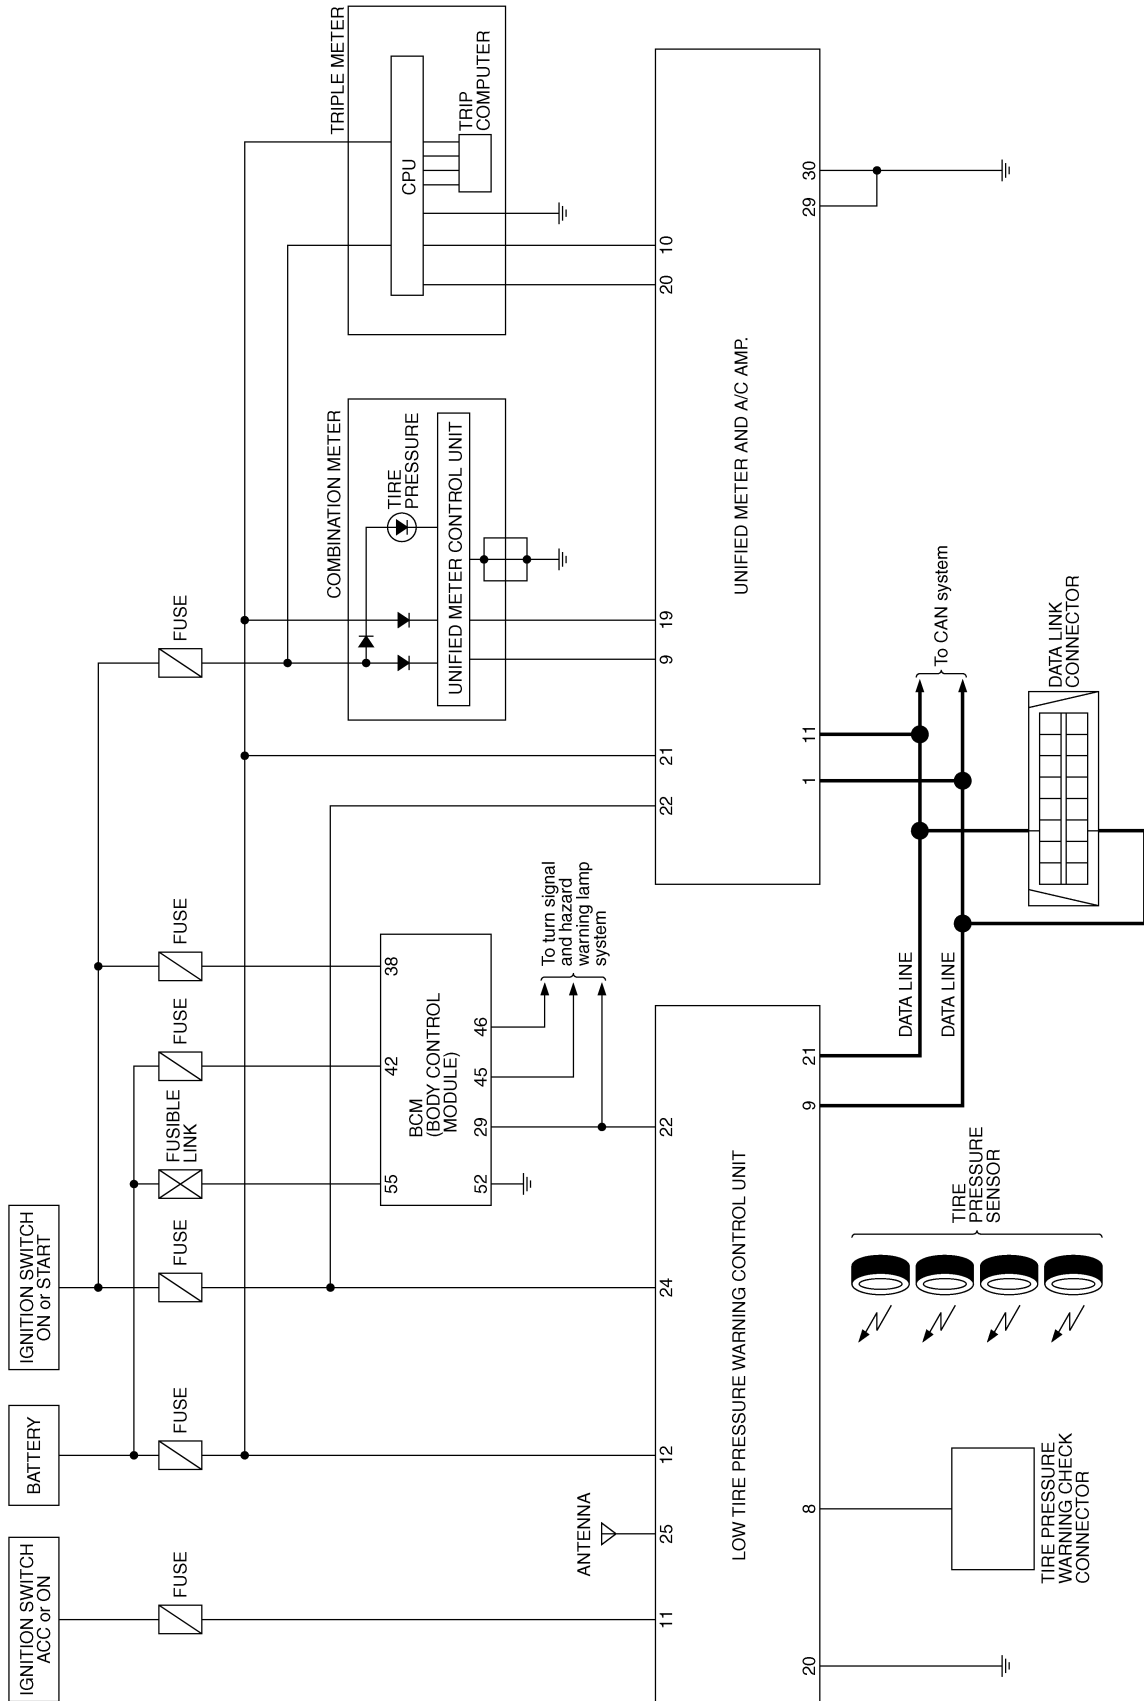 IGNITION SWITCH
ACC or ON
BATTERY
IGNITION SWITCH
ON or START
FUSE
FUSE
FUSE
FUSIBLE
LINK
FUSE
FUSE
FUSE
TRIPLE METER
CPU
TRIP
COMPUTER
COMBINATION METER
TIRE
PRESSURE
UNIFIED METER CONTROL UNIT
BCM
(BODY CONTROL
MODULE)
55
42
38
52
29
45
46
To turn signal
and hazard
warning lamp
system
ANTENNA
11
25
12
24
22
LOW TIRE PRESSURE WARNING CONTROL UNIT
20
8
9
21
22
21
9
19
20
10
UNIFIED METER AND A/C AMP.
1
11
29
30
DATA LINE
DATA LINE
To CAN system
DATA LINK
CONNECTOR
TIRE
PRESSURE
SENSOR
TIRE PRESSURE
WARNING CHECK
CONNECTOR